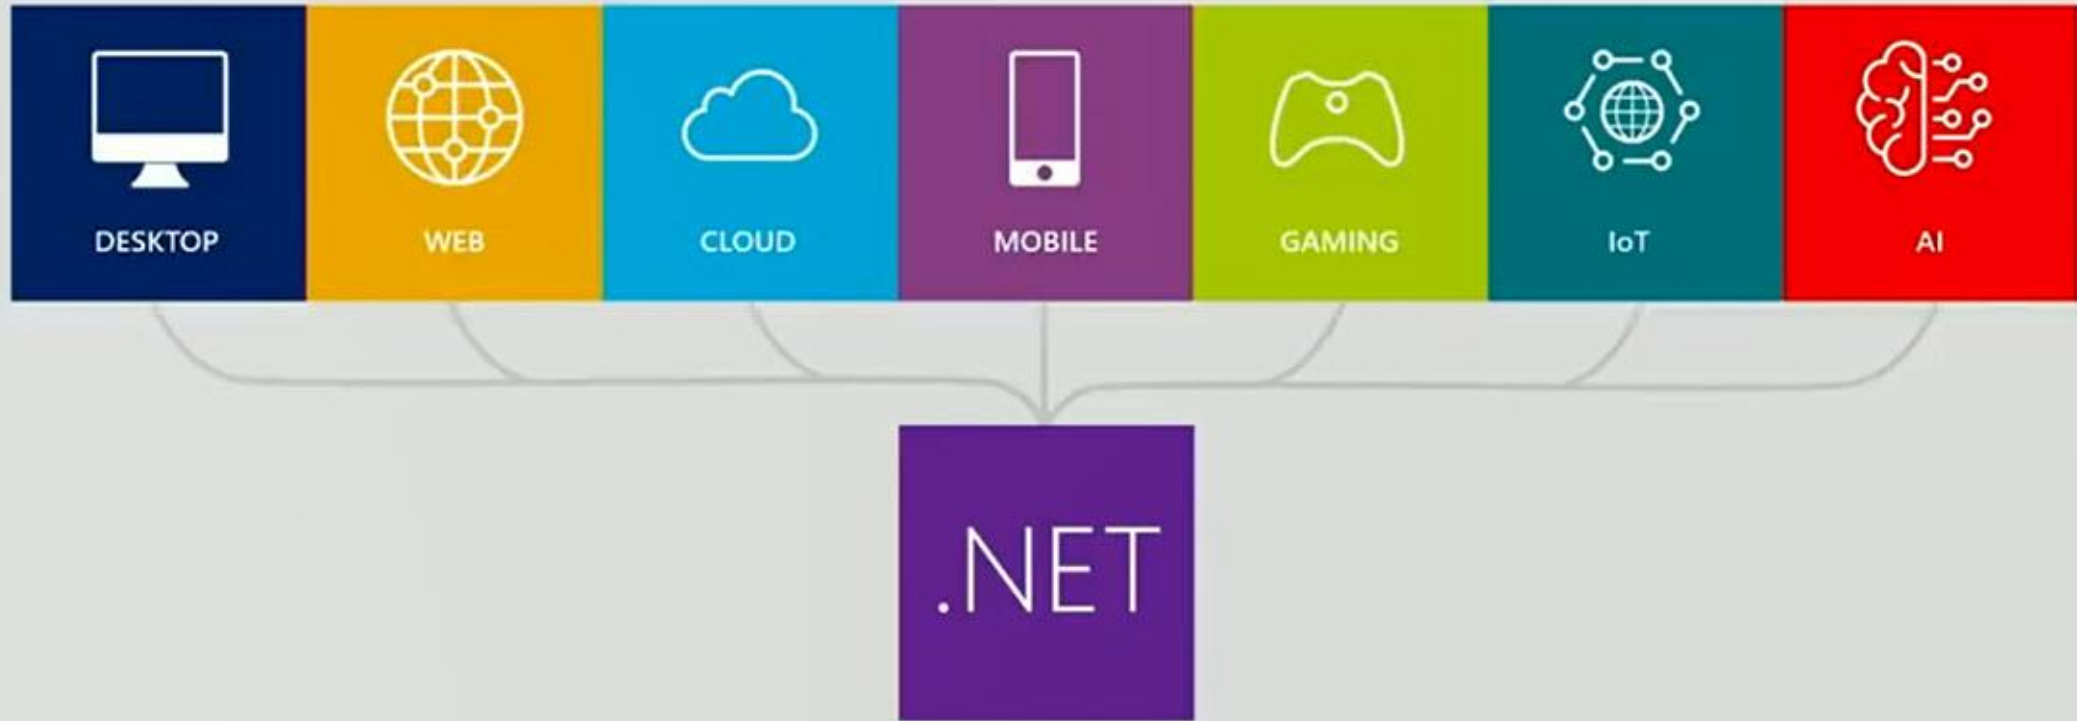 DESKTOP
WEB
CLOUD
MOBILE
GAMING
IoT
AI
.NET